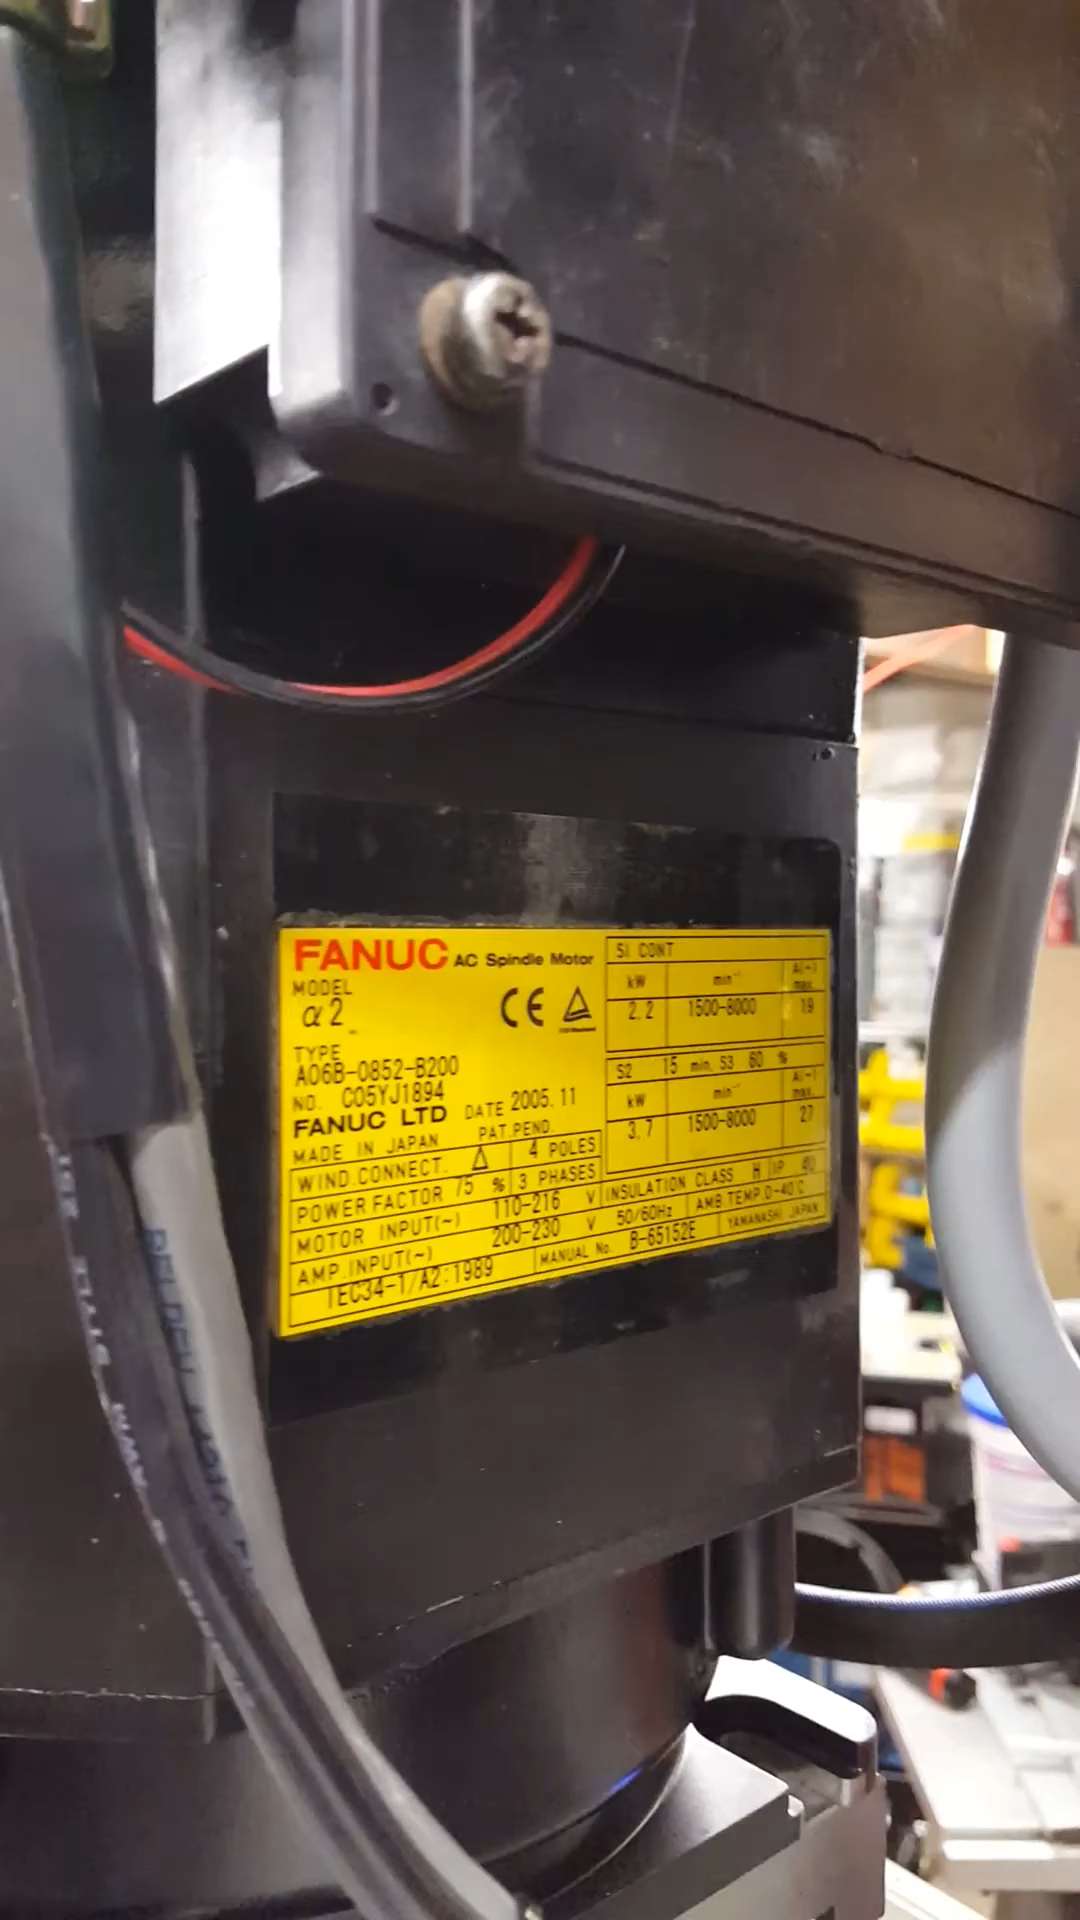 FANUC AC Spindle Motor
MODEL
α2
CE
TYPE
A06B-0852-B200
NO. C05YJ1894
FANUC LTD DATE 2005.11
MADE IN JAPAN PAT.PEND.
WIND.CONNECT. △ 4 POLES
POWER FACTOR 75 % 3 PHASES
MOTOR INPUT(~) 110-216 V INSULATION CLASS H IP 40
AMP.INPUT(~) 200-230 V 50/60Hz AMB.TEMP.0-40°C
IEC34-1/A2:1989 MANUAL No. B-65152E YAMANASHI JAPAN
S1 CONT
kW min⁻¹ A(~) max.
2.2 1500-8000 19
S2 15 min, S3 60 %
kW min⁻¹ A(~) max.
3.7 1500-8000 27